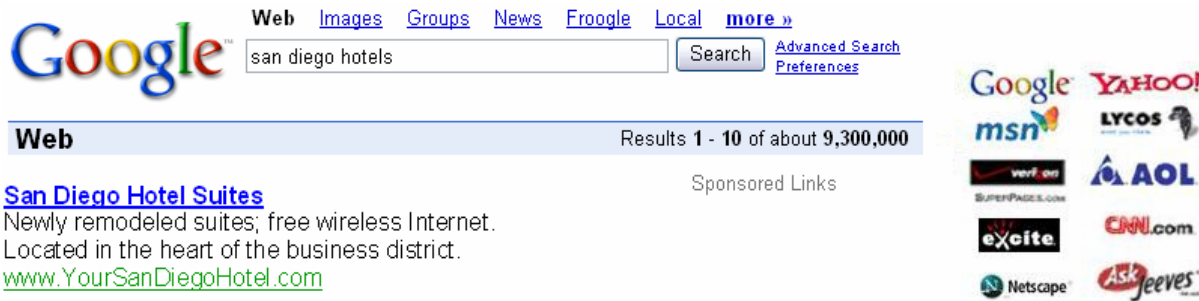 Web Images Groups News Froogle Local more »
Google™
san diego hotels Search Advanced Search
Preferences
Web Results 1 - 10 of about 9,300,000
San Diego Hotel Suites Sponsored Links
Newly remodeled suites; free wireless Internet.
Located in the heart of the business district.
www.YourSanDiegoHotel.com
Google YAHOO!
msn LYCOS
verizon AOL
SUPERPAGES.COM
excite CNN.com
Netscape Ask Jeeves